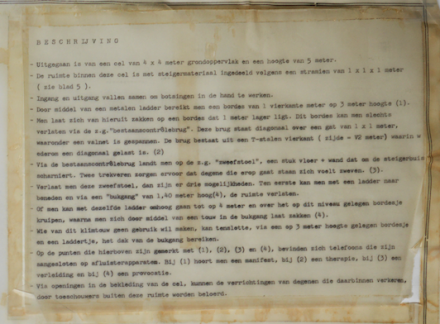 BESCHRIJVING
- Uitgegaan is van een cel van 4 x 4 meter grondoppervlak en een hoogte van 5 meter.
- De ruimte binnen deze cel is met steigermateriaal ingedeeld volgens een stramien van 1 x 1 x 1 meter
( zie blad 5 ).
- Ingang en uitgang vallen samen om botsingen in de hand te werken.
- Door middel van een metalen ladder bereikt men een bordes van 1 vierkante meter op 3 meter hoogte (1).
- Men laat zich van hieruit zakken op een bordes dat 1 meter lager ligt. Dit bordes kan men slechts
verlaten via de z.g. "bestaanscontrôlebrug". Deze brug staat diagonaal over een gat van 1 x 1 meter,
waaronder een valnet is gespannen. De brug bestaat uit een T-stalen vierkant ( zijde = √2 meter) waarin
ederen een diagonaal gelast is. (2)
- Via de bestaanscontrôlebrug landt men op de z.g. "zweefstoel", een stuk vloer + wand dat om de steigerbuis
scharniert. Twee trekveren zorgen ervoor dat degene die erop gaat staan zich voelt zweven. (3).
- Verlaat men deze zweefstoel, dan zijn er drie mogelijkheden. Ten eerste kan men met een ladder naar
beneden en via een "bukgang" van 1,40 meter hoogte(4), de ruimte verlaten.
- Of men kan met dezelfde ladder omhoog gaan tot op 4 meter en over het op dit niveau gelegen bordesje
kruipen, waarna men zich door middel van een touw in de bukgang laat zakken (4).
- Wie van dit klimtouw geen gebruik wil maken, kan tenslotte, via een op 3 meter hoogte gelegen bordesje
en een laddertje, het dak van de bukgang bereiken.
- Op de punten die hierboven zijn gemerkt met (1), (2), (3) en (4), bevinden zich telefoons die zijn
aangesloten op afluisterapparaten. Bij (1) hoort men een manifest, bij (2) een therapie, bij (3) een
verleiding en bij (4) een provocatie.
- Via openingen in de bekleding van de cel, kunnen de verrichtingen van degenen die daarbinnen verkeren,
door toeschouwers buiten deze ruimte worden beloerd.